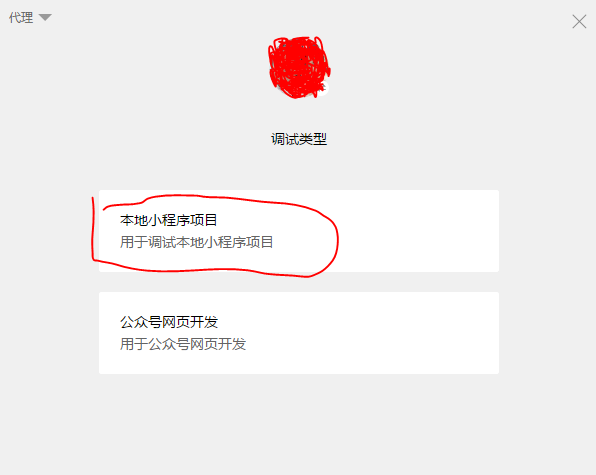 代理
调试类型
本地小程序项目
用于调试本地小程序项目
公众号网页开发
用于公众号网页开发